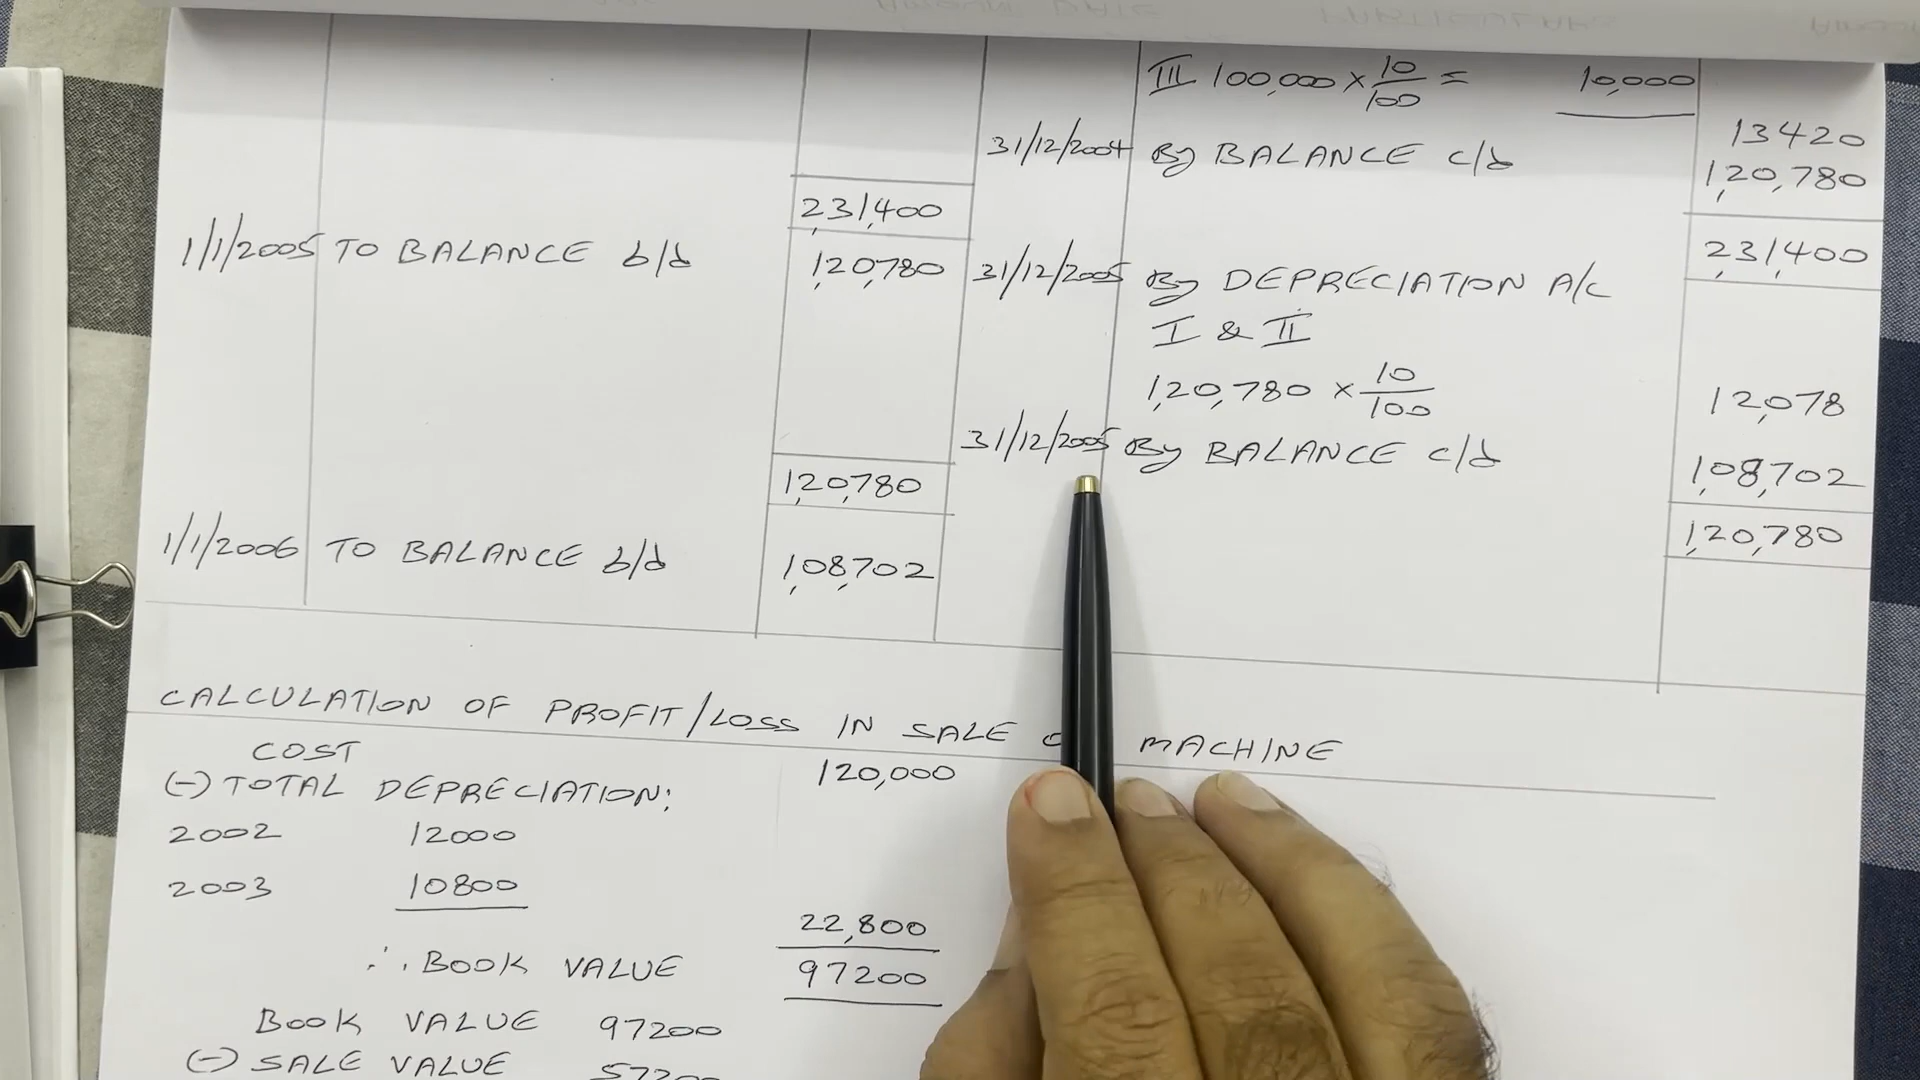 III 100,000 × 10/100 = 10,000
13420
31/12/2004 By BALANCE c/d 1,20,780
2,31,400 2,31,400
1/1/2005 TO BALANCE b/d 1,20,780 31/12/2005 By DEPRECIATION A/C
I & II
1,20,780 × 10/100 12,078
31/12/2005 By BALANCE c/d 1,08,702
1,20,780 1,20,780
1/1/2006 TO BALANCE b/d 1,08,702
CALCULATION OF PROFIT/LOSS IN SALE MACHINE
COST 120,000
(-) TOTAL DEPRECIATION:
2002 12000
2003 10800
22,800
∴ BOOK VALUE 97200
BOOK VALUE 97200
(-) SALE VALUE